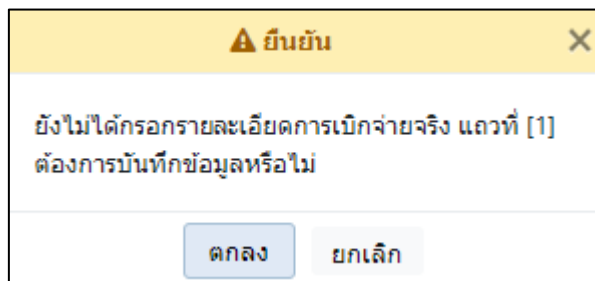 ยืนยัน
ยังไม่ได้กรอกรายละเอียดการเบิกจ่ายจริง แถวที่ [1]
ต้องการบันทึกข้อมูลหรือไม่
ตกลง ยกเลิก